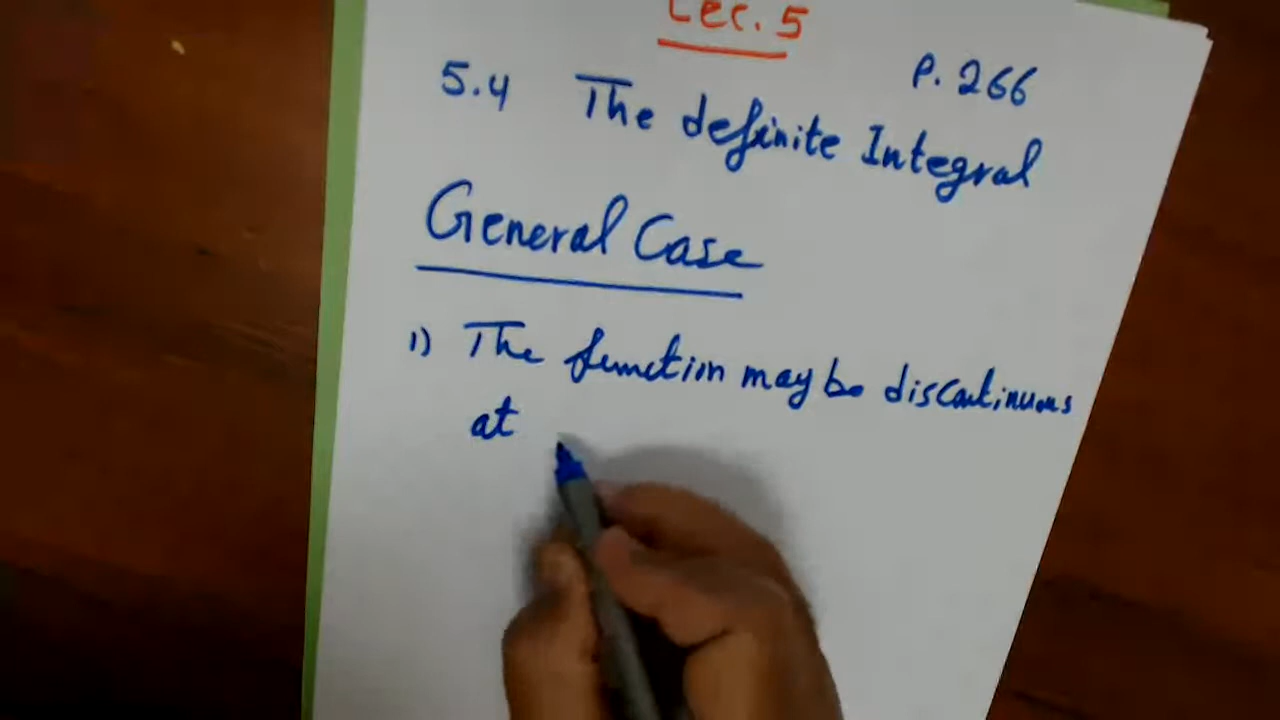 Lec. 5
P. 266
5.4 The definite Integral
General Case
1) The function may be discontinuous
at